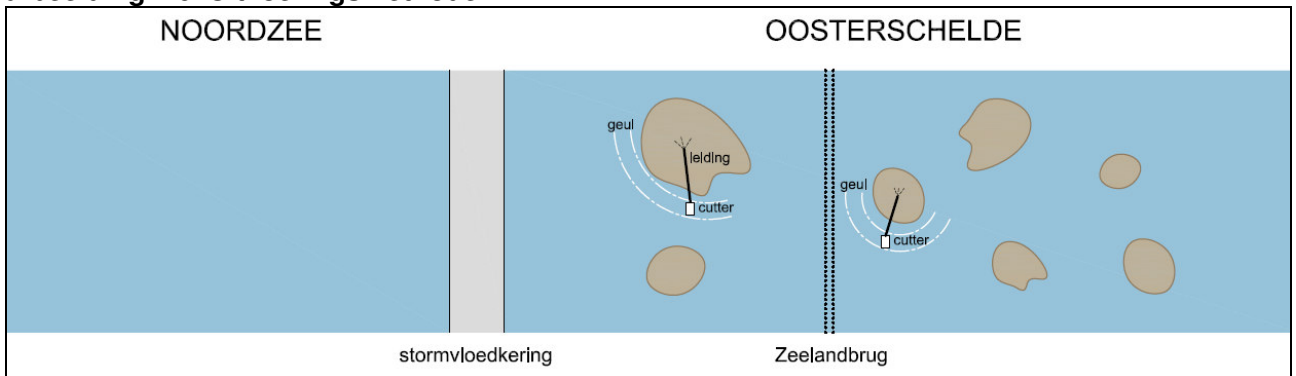 NOORDZEE
OOSTERSCHELDE
geul
leiding
cutter
geul
cutter
stormvloedkering
Zeelandbrug